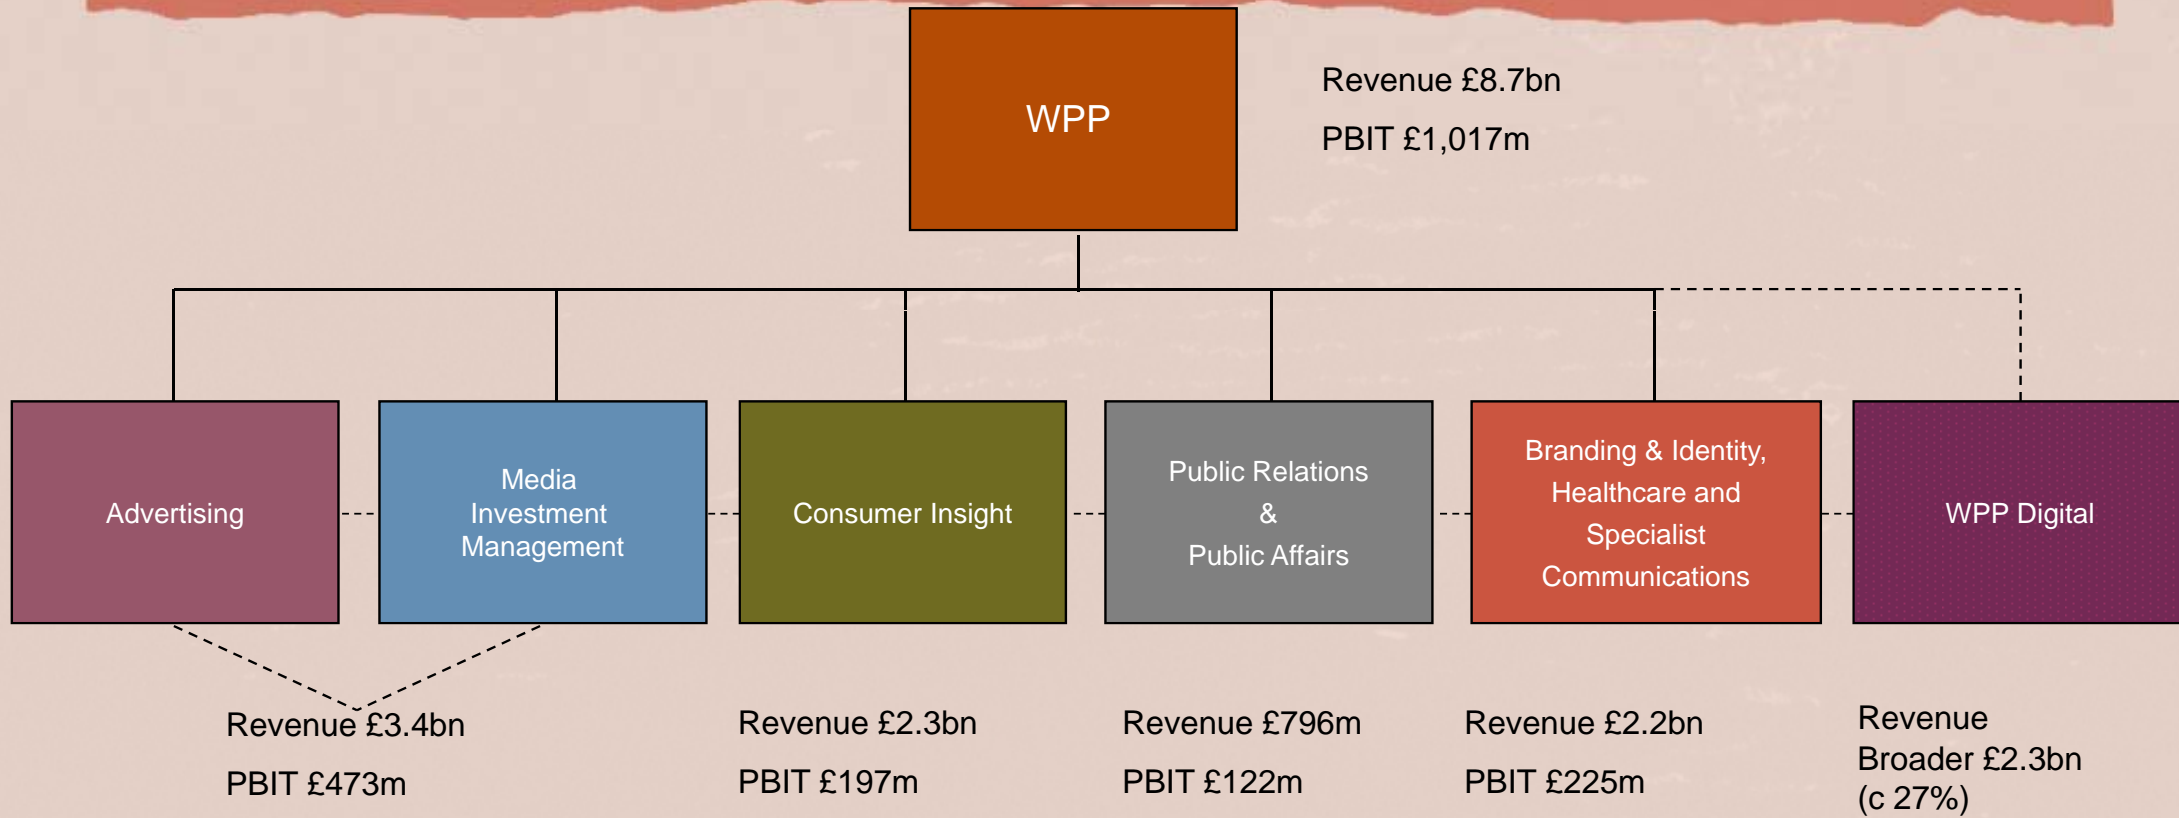 WPP
Revenue £8.7bn
PBIT £1,017m
Advertising
Media
Investment
Management
Consumer Insight
Public Relations
&
Public Affairs
Branding & Identity,
Healthcare and
Specialist
Communications
WPP Digital
Revenue £3.4bn
PBIT £473m
Revenue £2.3bn
PBIT £197m
Revenue £796m
PBIT £122m
Revenue £2.2bn
PBIT £225m
Revenue
Broader £2.3bn
(c 27%)